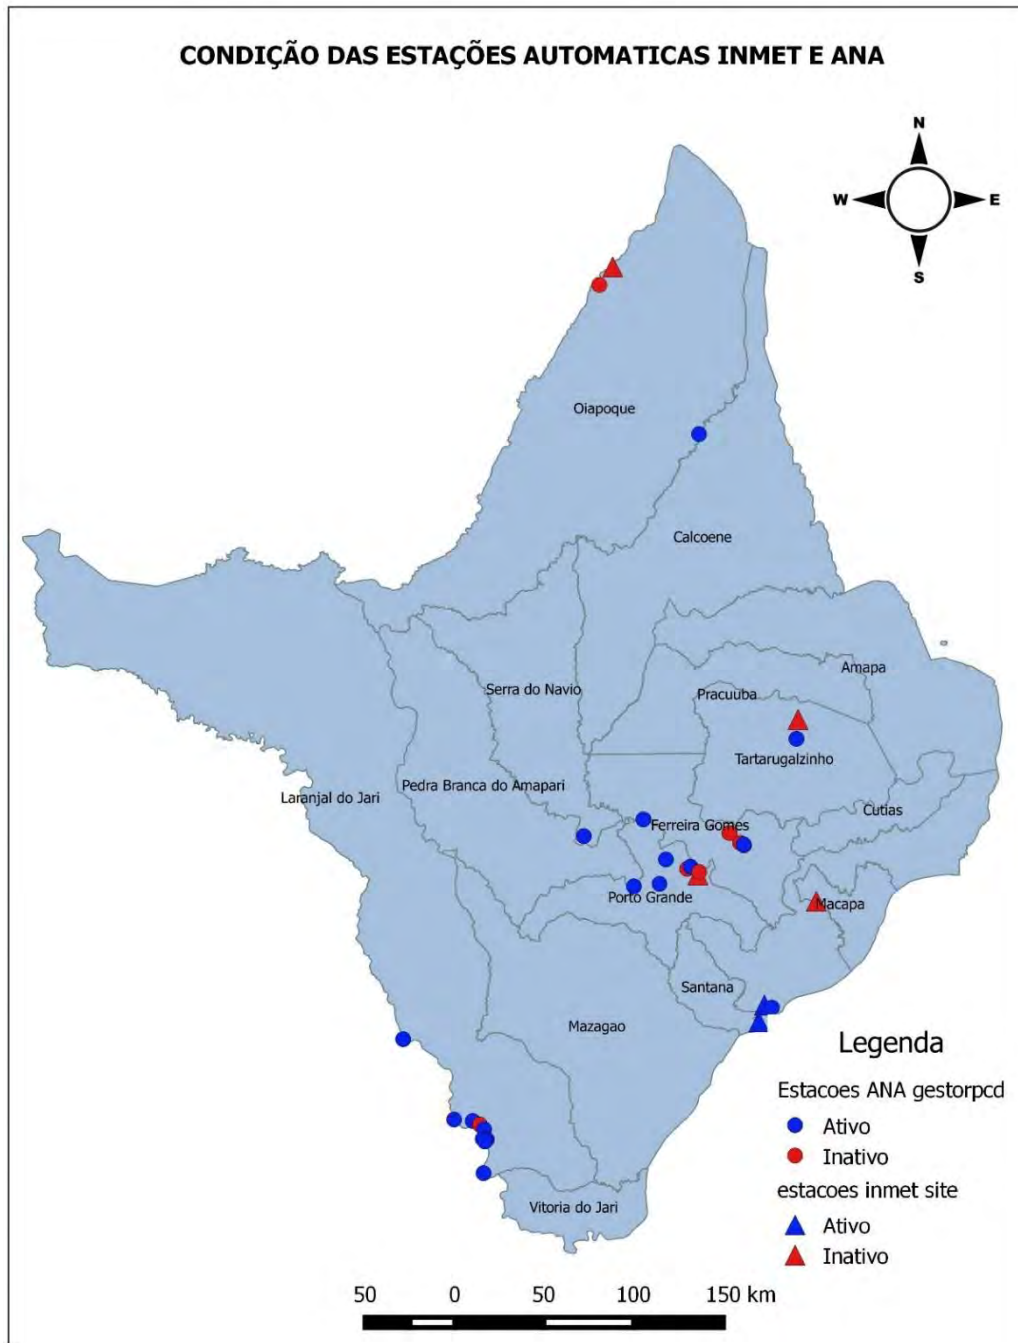 CONDIÇÃO DAS ESTAÇÕES AUTOMATICAS INMET E ANA
N
W
E
S
Oiapoque
Calcoene
Amapa
Serra do Navio
Pracuuba
Tartarugalzinho
Pedra Branca do Amapari
Laranjal do Jari
Cutias
Ferreira Gomes
Porto Grande
Macapa
Santana
Mazagao
Vitoria do Jari
Legenda
Estacoes ANA gestorpcd
Ativo
Inativo
estacoes inmet site
Ativo
Inativo
50 0 50 100 150 km